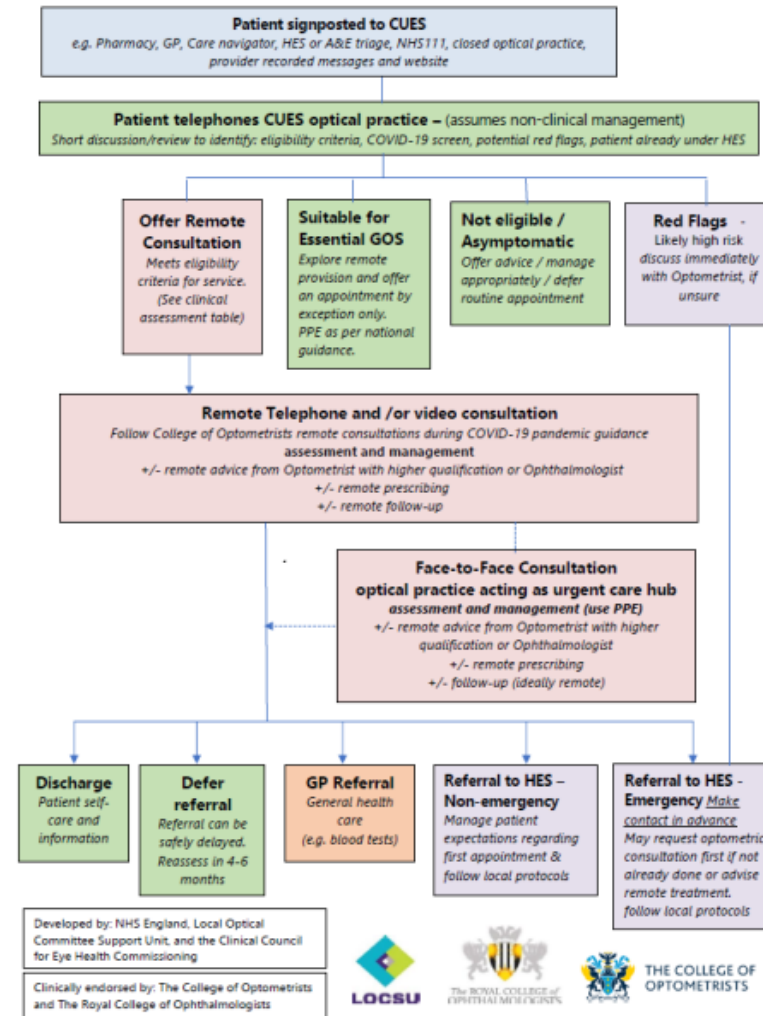 Patient signposted to CUES
e.g. Pharmacy, GP, Care navigator, HES or A&E triage, NHS111, closed optical practice,
provider recorded messages and website
Patient telephones CUES optical practice – (assumes non-clinical management)
Short discussion/review to identify: eligibility criteria, COVID-19 screen, potential red flags, patient already under HES
Offer Remote
Consultation
Meets eligibility
criteria for service.
(See clinical
assessment table)
Suitable for
Essential GOS
Explore remote
provision and offer
an appointment by
exception only.
PPE as per national
guidance.
Not eligible /
Asymptomatic
Offer advice / manage
appropriately / defer
routine appointment
Red Flags -
Likely high risk
discuss immediately
with Optometrist, if
unsure
Remote Telephone and /or video consultation
Follow College of Optometrists remote consultations during COVID-19 pandemic guidance
assessment and management
+/- remote advice from Optometrist with higher qualification or Ophthalmologist
+/- remote prescribing
+/- remote follow-up
Face-to-Face Consultation
optical practice acting as urgent care hub
assessment and management (use PPE)
+/- remote advice from Optometrist with higher
qualification or Ophthalmologist
+/- remote prescribing
+/- follow-up (ideally remote)
Discharge
Patient self-
care and
information
Defer
referral
Referral can be
safely delayed.
Reassess in 4-6
months
GP Referral
General health
care
(e.g. blood tests)
Referral to HES –
Non-emergency
Manage patient
expectations regarding
first appointment &
follow local protocols
Referral to HES -
Emergency Make
contact in advance
May request optometric
consultation first if not
already done or advise
remote treatment.
follow local protocols
Developed by: NHS England, Local Optical
Committee Support Unit, and the Clinical Council
for Eye Health Commissioning
Clinically endorsed by: The College of Optometrists
and The Royal College of Ophthalmologists
LOCSU
THE ROYAL COLLEGE OF
OPHTHALMOLOGISTS
THE COLLEGE OF
OPTOMETRISTS